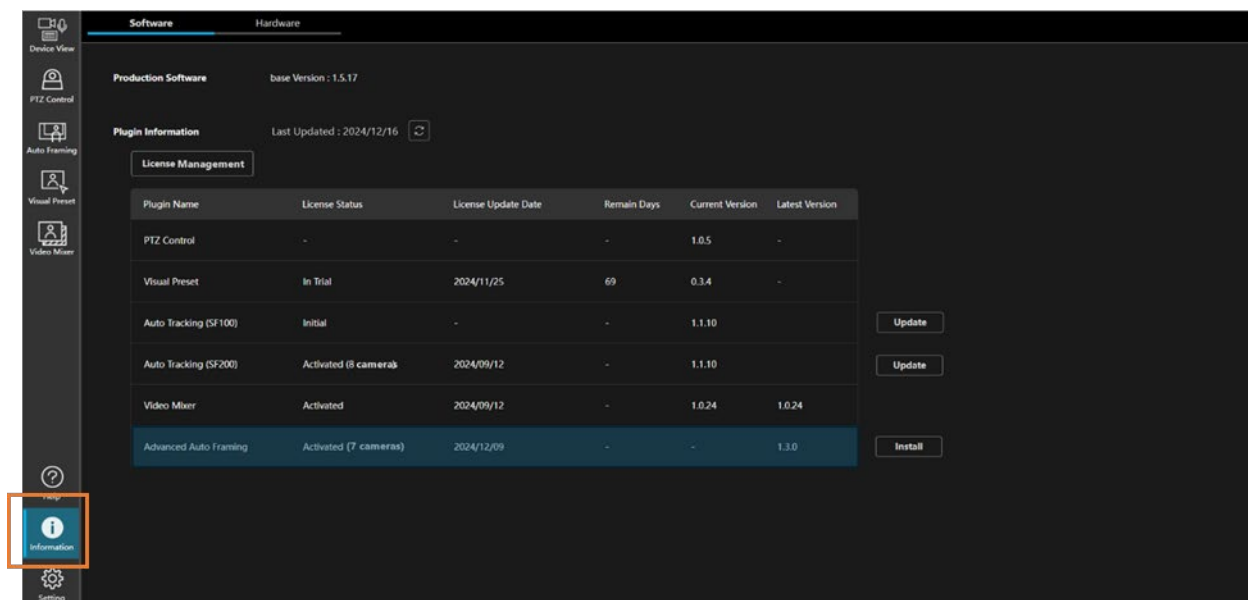 Device View
PTZ Control
Auto Framing
Visual Preset
Video Mixer
Help
Information
Setting
Software Hardware
Production Software base Version : 1.5.17
Plugin Information Last Updated : 2024/12/16
License Management
Plugin Name License Status License Update Date Remain Days Current Version Latest Version
PTZ Control - - - 1.0.5 -
Visual Preset In Trial 2024/11/25 69 0.3.4 -
Auto Tracking (SF100) Initial - - 1.1.10 Update
Auto Tracking (SF200) Activated (8 cameras) 2024/09/12 - 1.1.10 Update
Video Mixer Activated 2024/09/12 - 1.0.24 1.0.24
Advanced Auto Framing Activated (7 cameras) 2024/12/09 - - 1.3.0 Install